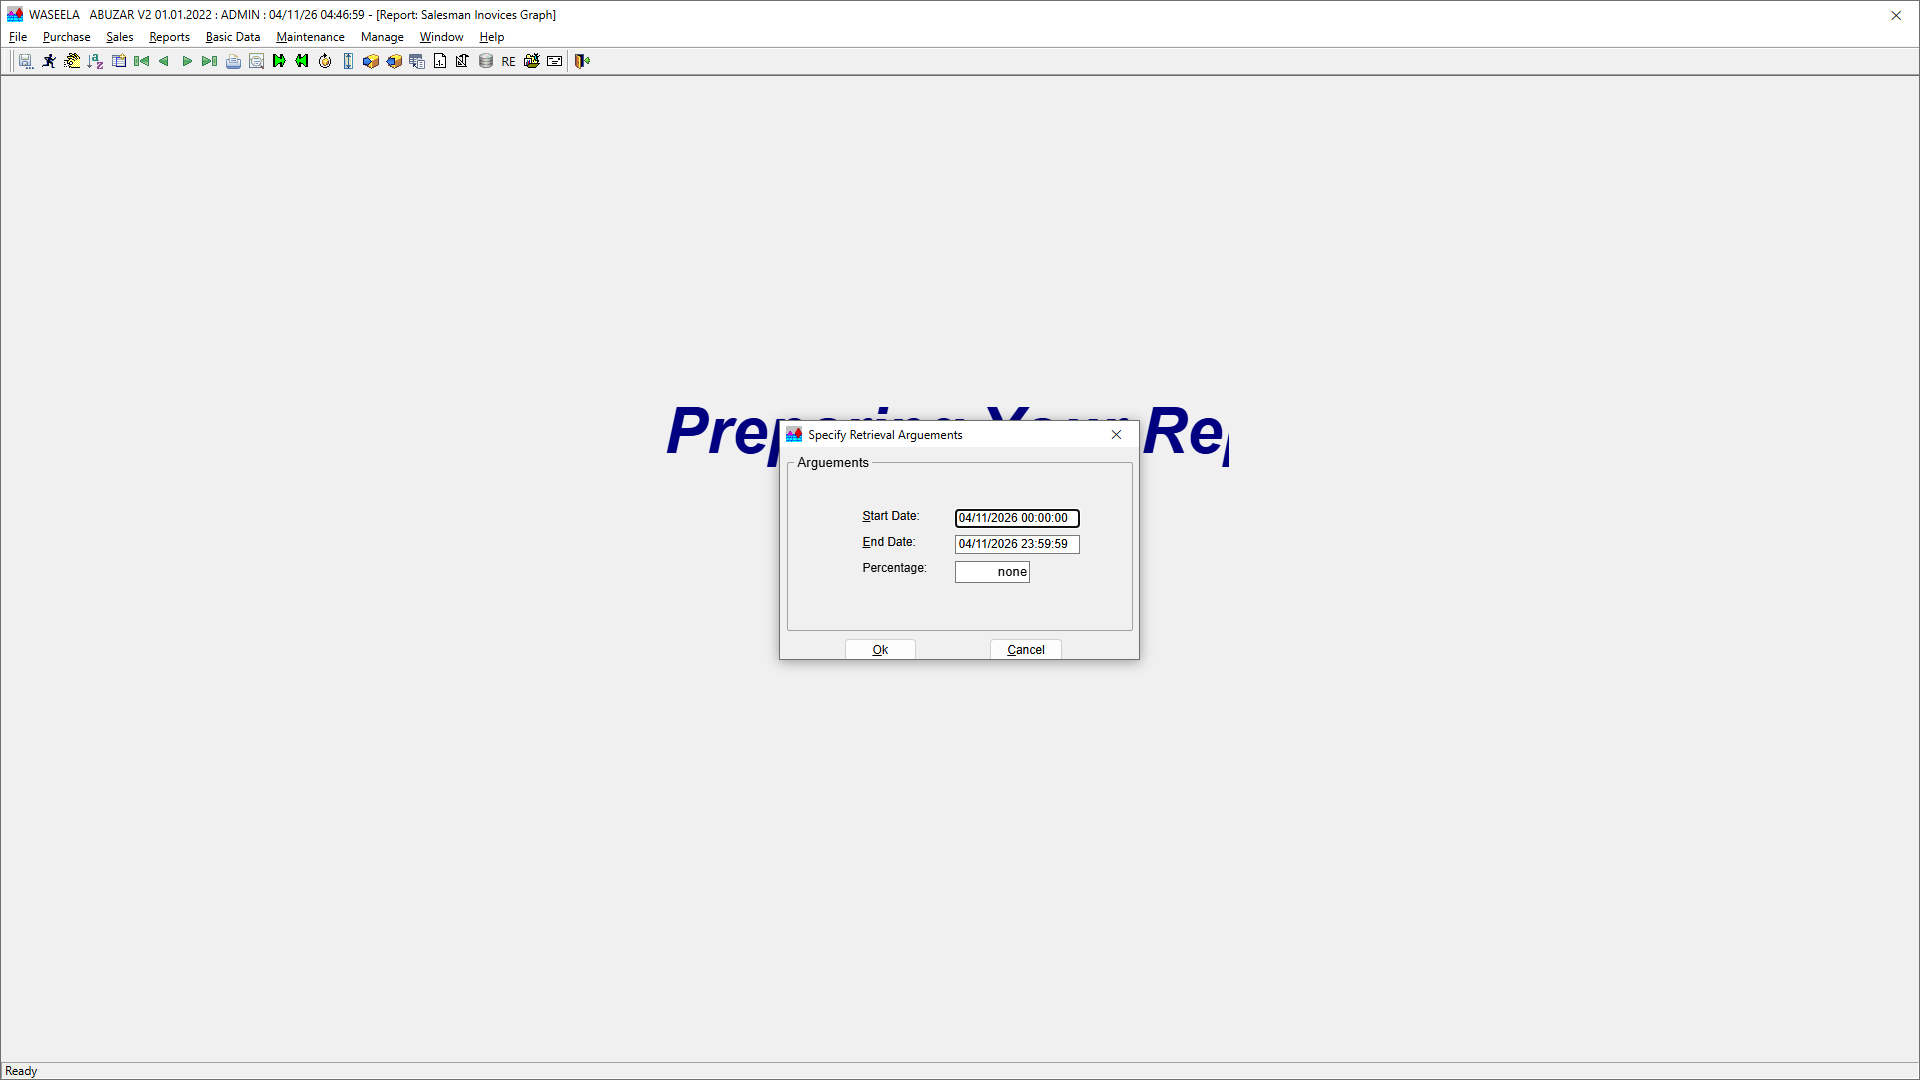 WASEELA ABUZAR V2 01.01.2022 : ADMIN : 04/11/26 04:46:59 - [Report: Salesman Inovices Graph]
File Purchase Sales Reports Basic Data Maintenance Manage Window Help
RE
Specify Retrieval Arguements
Arguements
Start Date: 04/11/2026 00:00:00
End Date: 04/11/2026 23:59:59
Percentage: none
Ok Cancel
Ready